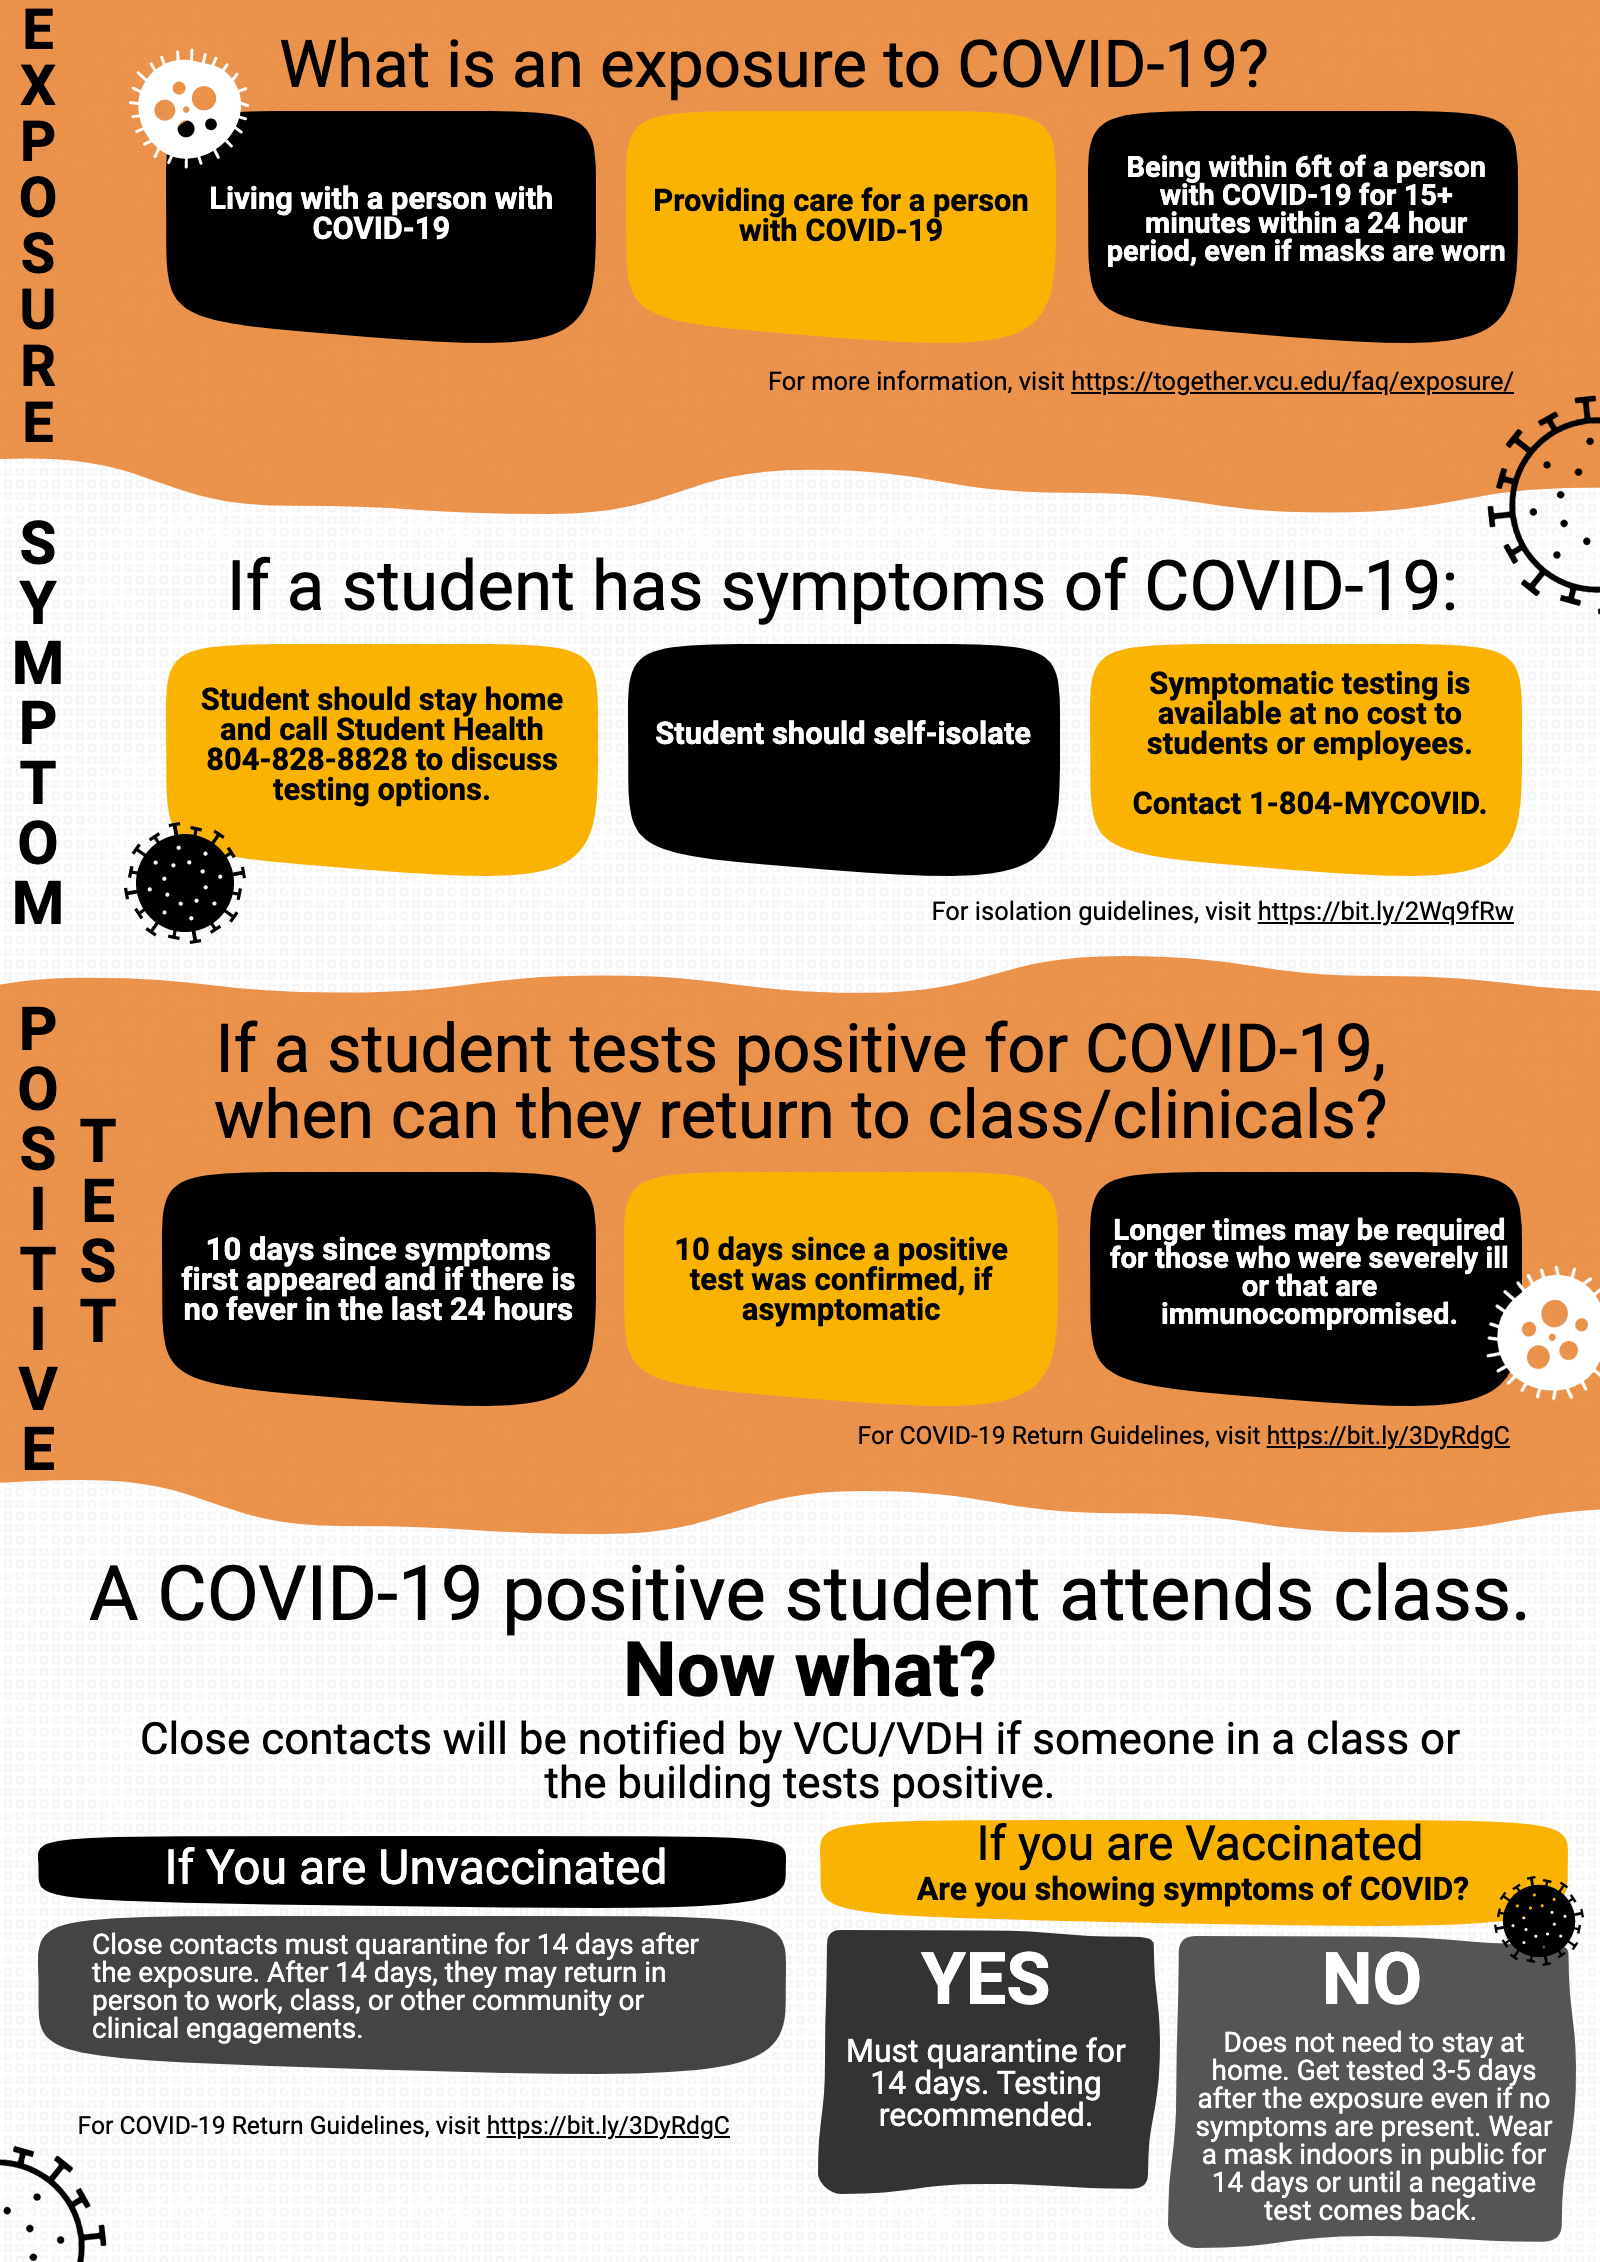 EXPOSURE
What is an exposure to COVID-19?
Living with a person with
COVID-19
Providing care for a person
with COVID-19
Being within 6ft of a person
with COVID-19 for 15+
minutes within a 24 hour
period, even if masks are worn
For more information, visit https://together.vcu.edu/faq/exposure/
SYMPTOM
If a student has symptoms of COVID-19:
Student should stay home
and call Student Health
804-828-8828 to discuss
testing options.
Student should self-isolate
Symptomatic testing is
available at no cost to
students or employees.
Contact 1-804-MYCOVID.
For isolation guidelines, visit https://bit.ly/2Wq9fRw
POSITIVE
TEST
If a student tests positive for COVID-19,
when can they return to class/clinicals?
10 days since symptoms
first appeared and if there is
no fever in the last 24 hours
10 days since a positive
test was confirmed, if
asymptomatic
Longer times may be required
for those who were severely ill
or that are
immunocompromised.
For COVID-19 Return Guidelines, visit https://bit.ly/3DyRdgC
A COVID-19 positive student attends class.
Now what?
Close contacts will be notified by VCU/VDH if someone in a class or
the building tests positive.
If You are Unvaccinated
Close contacts must quarantine for 14 days after
the exposure. After 14 days, they may return in
person to work, class, or other community or
clinical engagements.
For COVID-19 Return Guidelines, visit https://bit.ly/3DyRdgC
If you are Vaccinated
Are you showing symptoms of COVID?
YES
Must quarantine for
14 days. Testing
recommended.
NO
Does not need to stay at
home. Get tested 3-5 days
after the exposure even if no
symptoms are present. Wear
a mask indoors in public for
14 days or until a negative
test comes back.